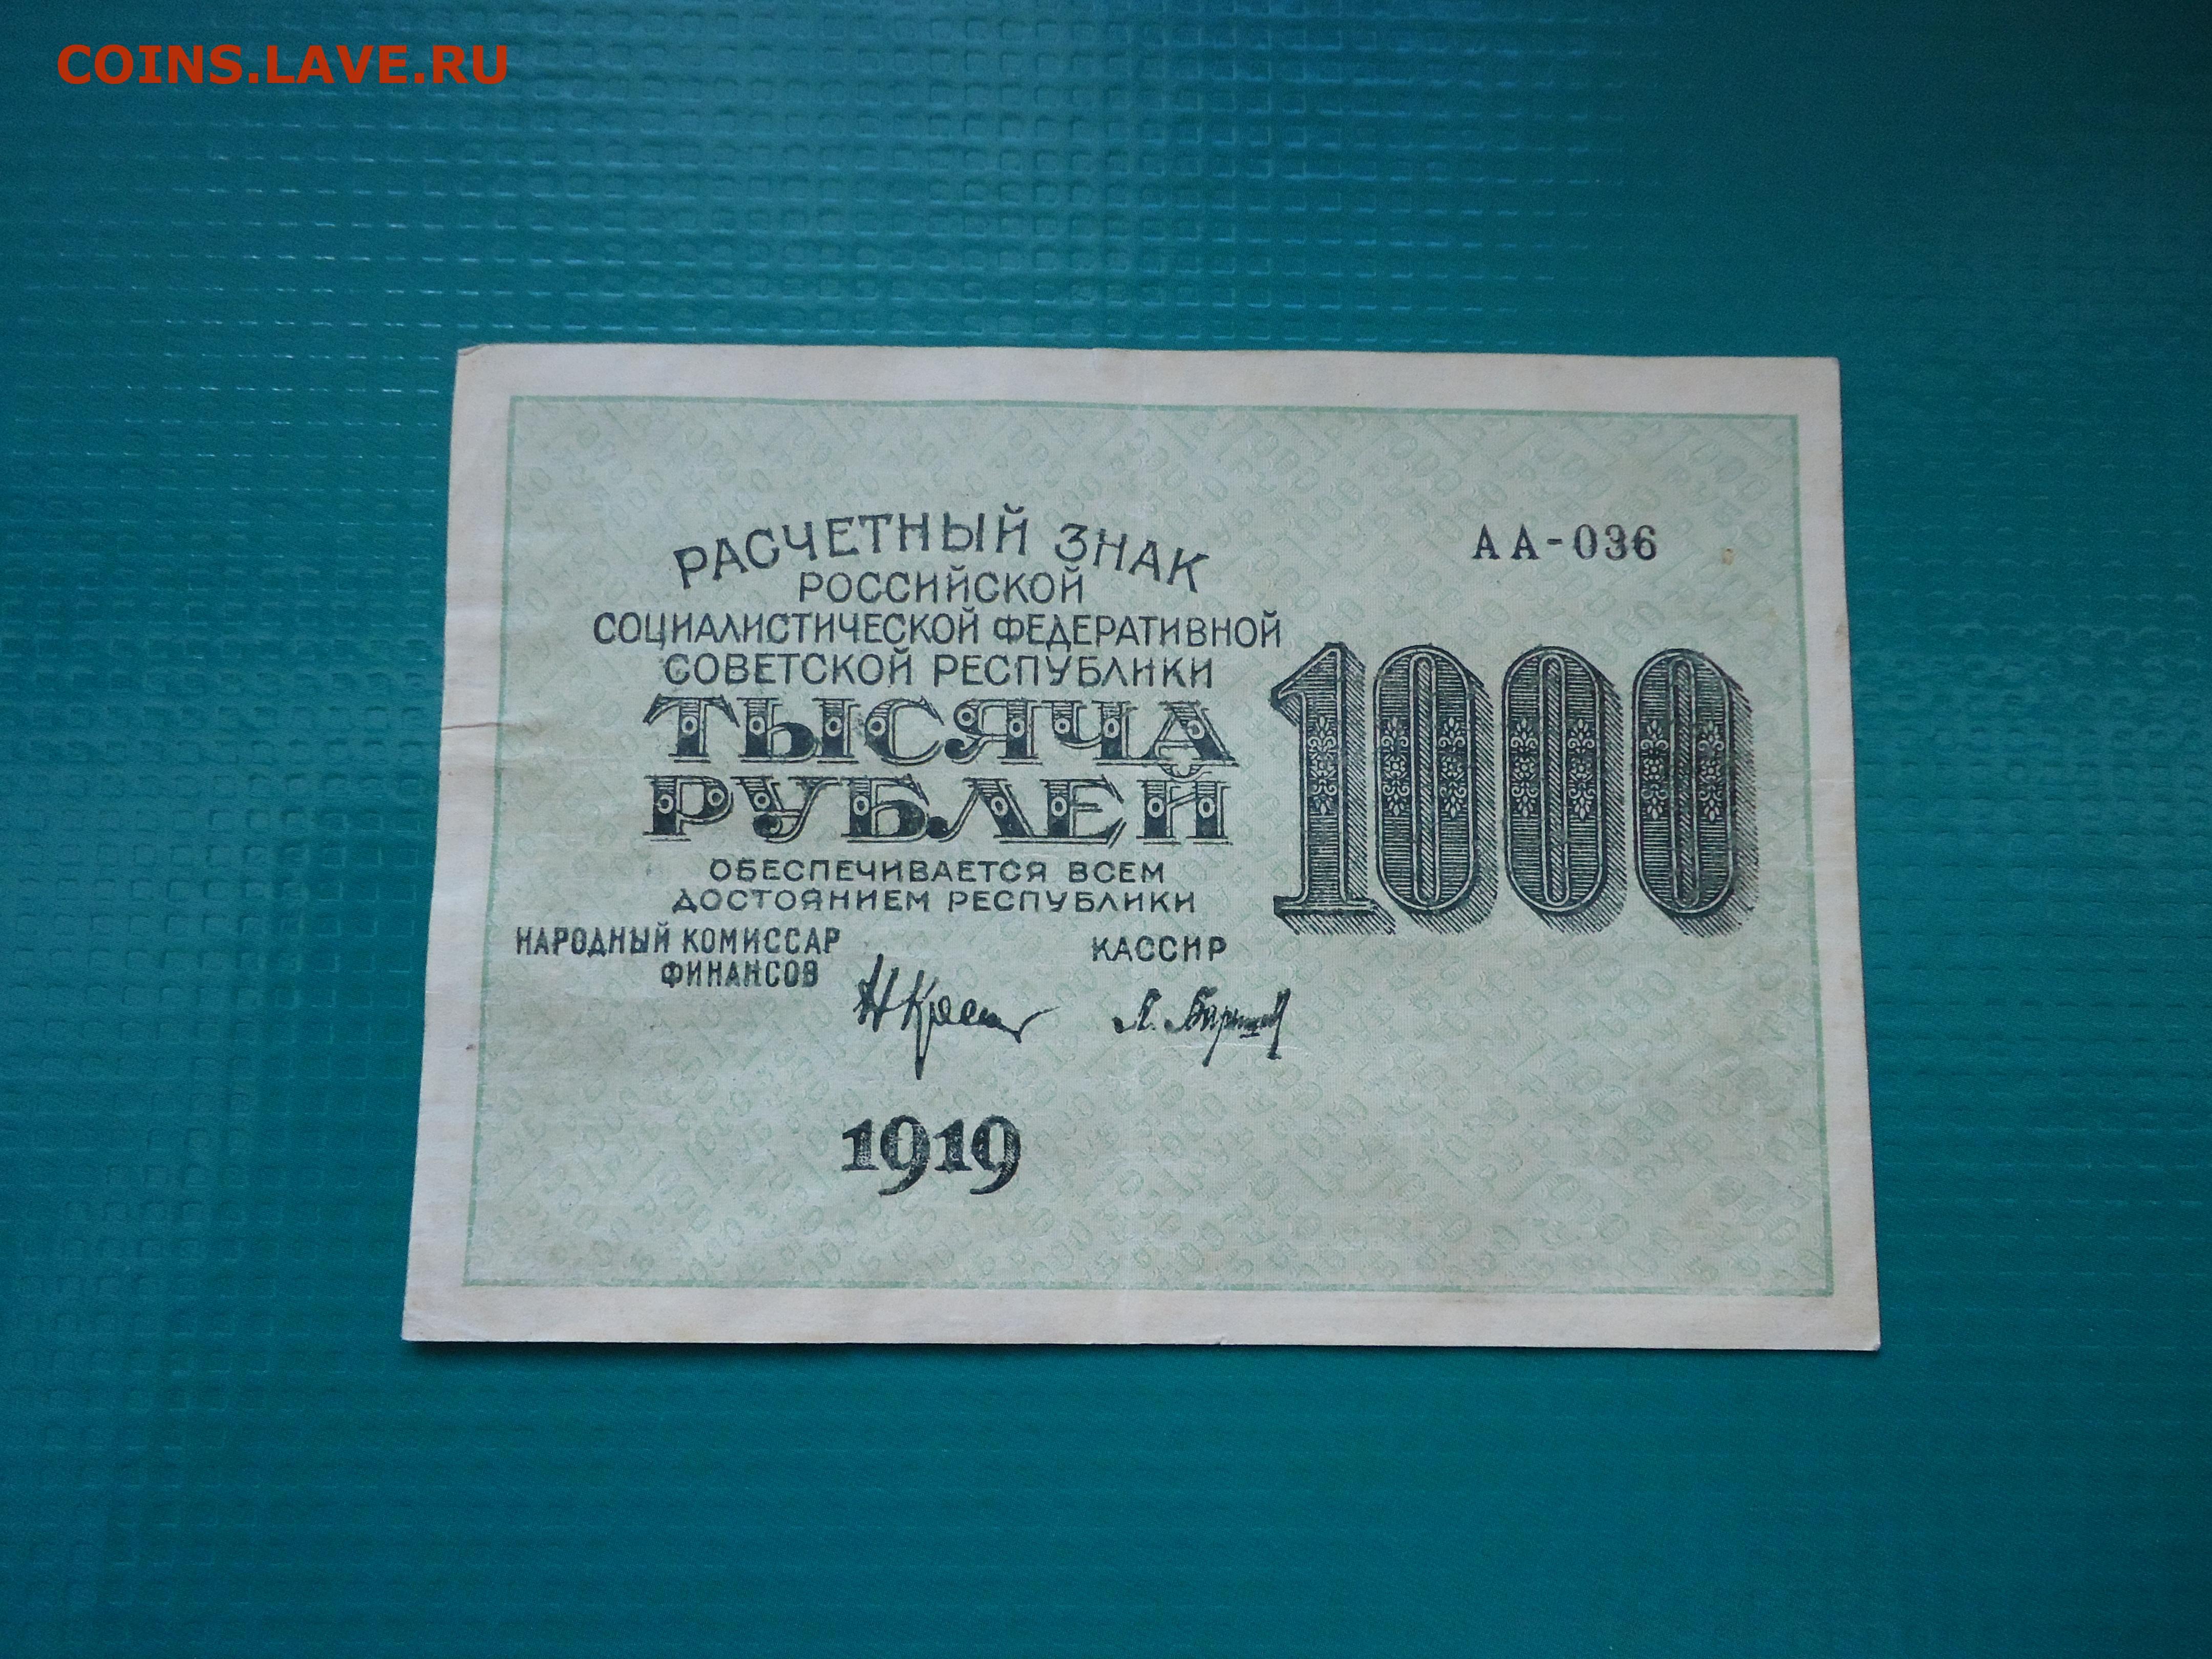 COINS.LAVE.RU
РАСЧЕТНЫЙ ЗНАК
АА-036
РОССИЙСКОЙ
СОЦИАЛИСТИЧЕСКОЙ ФЕДЕРАТИВНОЙ
СОВЕТСКОЙ РЕСПУБЛИКИ
ТЫСЯЧА
РУБЛЕЙ
1000
ОБЕСПЕЧИВАЕТСЯ ВСЕМ
ДОСТОЯНИЕМ РЕСПУБЛИКИ
НАРОДНЫЙ КОМИССАР
ФИНАНСОВ
КАССИР
1919